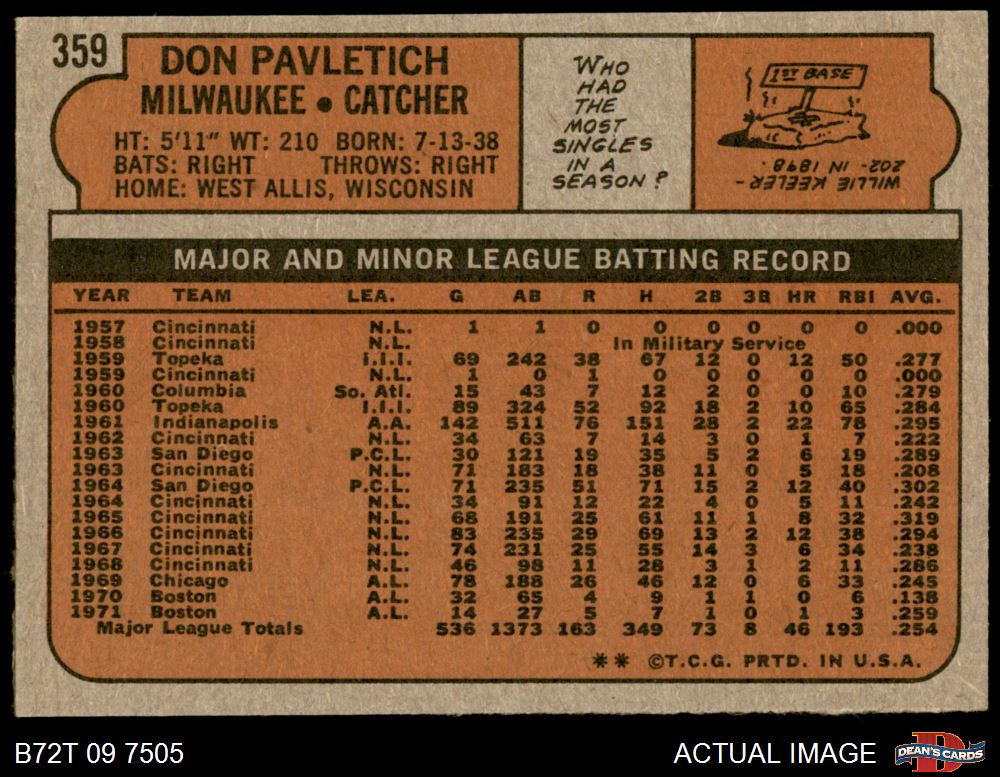 359
DON PAVLETICH
MILWAUKEE • CATCHER
HT: 5'11" WT: 210 BORN: 7-13-38
BATS: RIGHT THROWS: RIGHT
HOME: WEST ALLIS, WISCONSIN
WHO
HAD
THE
MOST
SINGLES
IN A
SEASON?
1ST BASE
WILLIE KEELER -
202 - IN 1898.
MAJOR AND MINOR LEAGUE BATTING RECORD
YEAR TEAM LEA. G AB R H 2B 3B HR RBI AVG.
1957 Cincinnati N.L. 1 1 0 0 0 0 0 0 .000
1958 Cincinnati N.L. In Military Service
1959 Topeka I.I.I. 69 242 38 67 12 0 12 50 .277
1959 Cincinnati N.L. 1 0 1 0 0 0 0 0 .000
1960 Columbia So. Atl. 15 43 7 12 2 0 0 10 .279
1960 Topeka I.I.I. 89 324 52 92 18 2 10 65 .284
1961 Indianapolis A.A. 142 511 76 151 28 2 22 78 .295
1962 Cincinnati N.L. 34 63 7 14 3 0 1 7 .222
1963 San Diego P.C.L. 30 121 19 35 5 2 6 19 .289
1963 Cincinnati N.L. 71 183 18 38 11 0 5 18 .208
1964 San Diego P.C.L. 71 235 51 71 15 2 12 40 .302
1964 Cincinnati N.L. 34 91 12 22 4 0 5 11 .242
1965 Cincinnati N.L. 68 191 25 61 11 1 8 32 .319
1966 Cincinnati N.L. 83 235 29 69 13 2 12 38 .294
1967 Cincinnati N.L. 74 231 25 55 14 3 6 34 .238
1968 Cincinnati N.L. 46 98 11 28 3 1 2 11 .286
1969 Chicago A.L. 78 188 26 46 12 0 6 33 .245
1970 Boston A.L. 32 65 4 9 1 1 0 6 .138
1971 Boston A.L. 14 27 5 7 1 0 1 3 .259
Major League Totals 536 1373 163 349 73 8 46 193 .254
** ©T.C.G. PRTD. IN U.S.A.
B72T 09 7505
ACTUAL IMAGE
D
DEAN'S CARDS